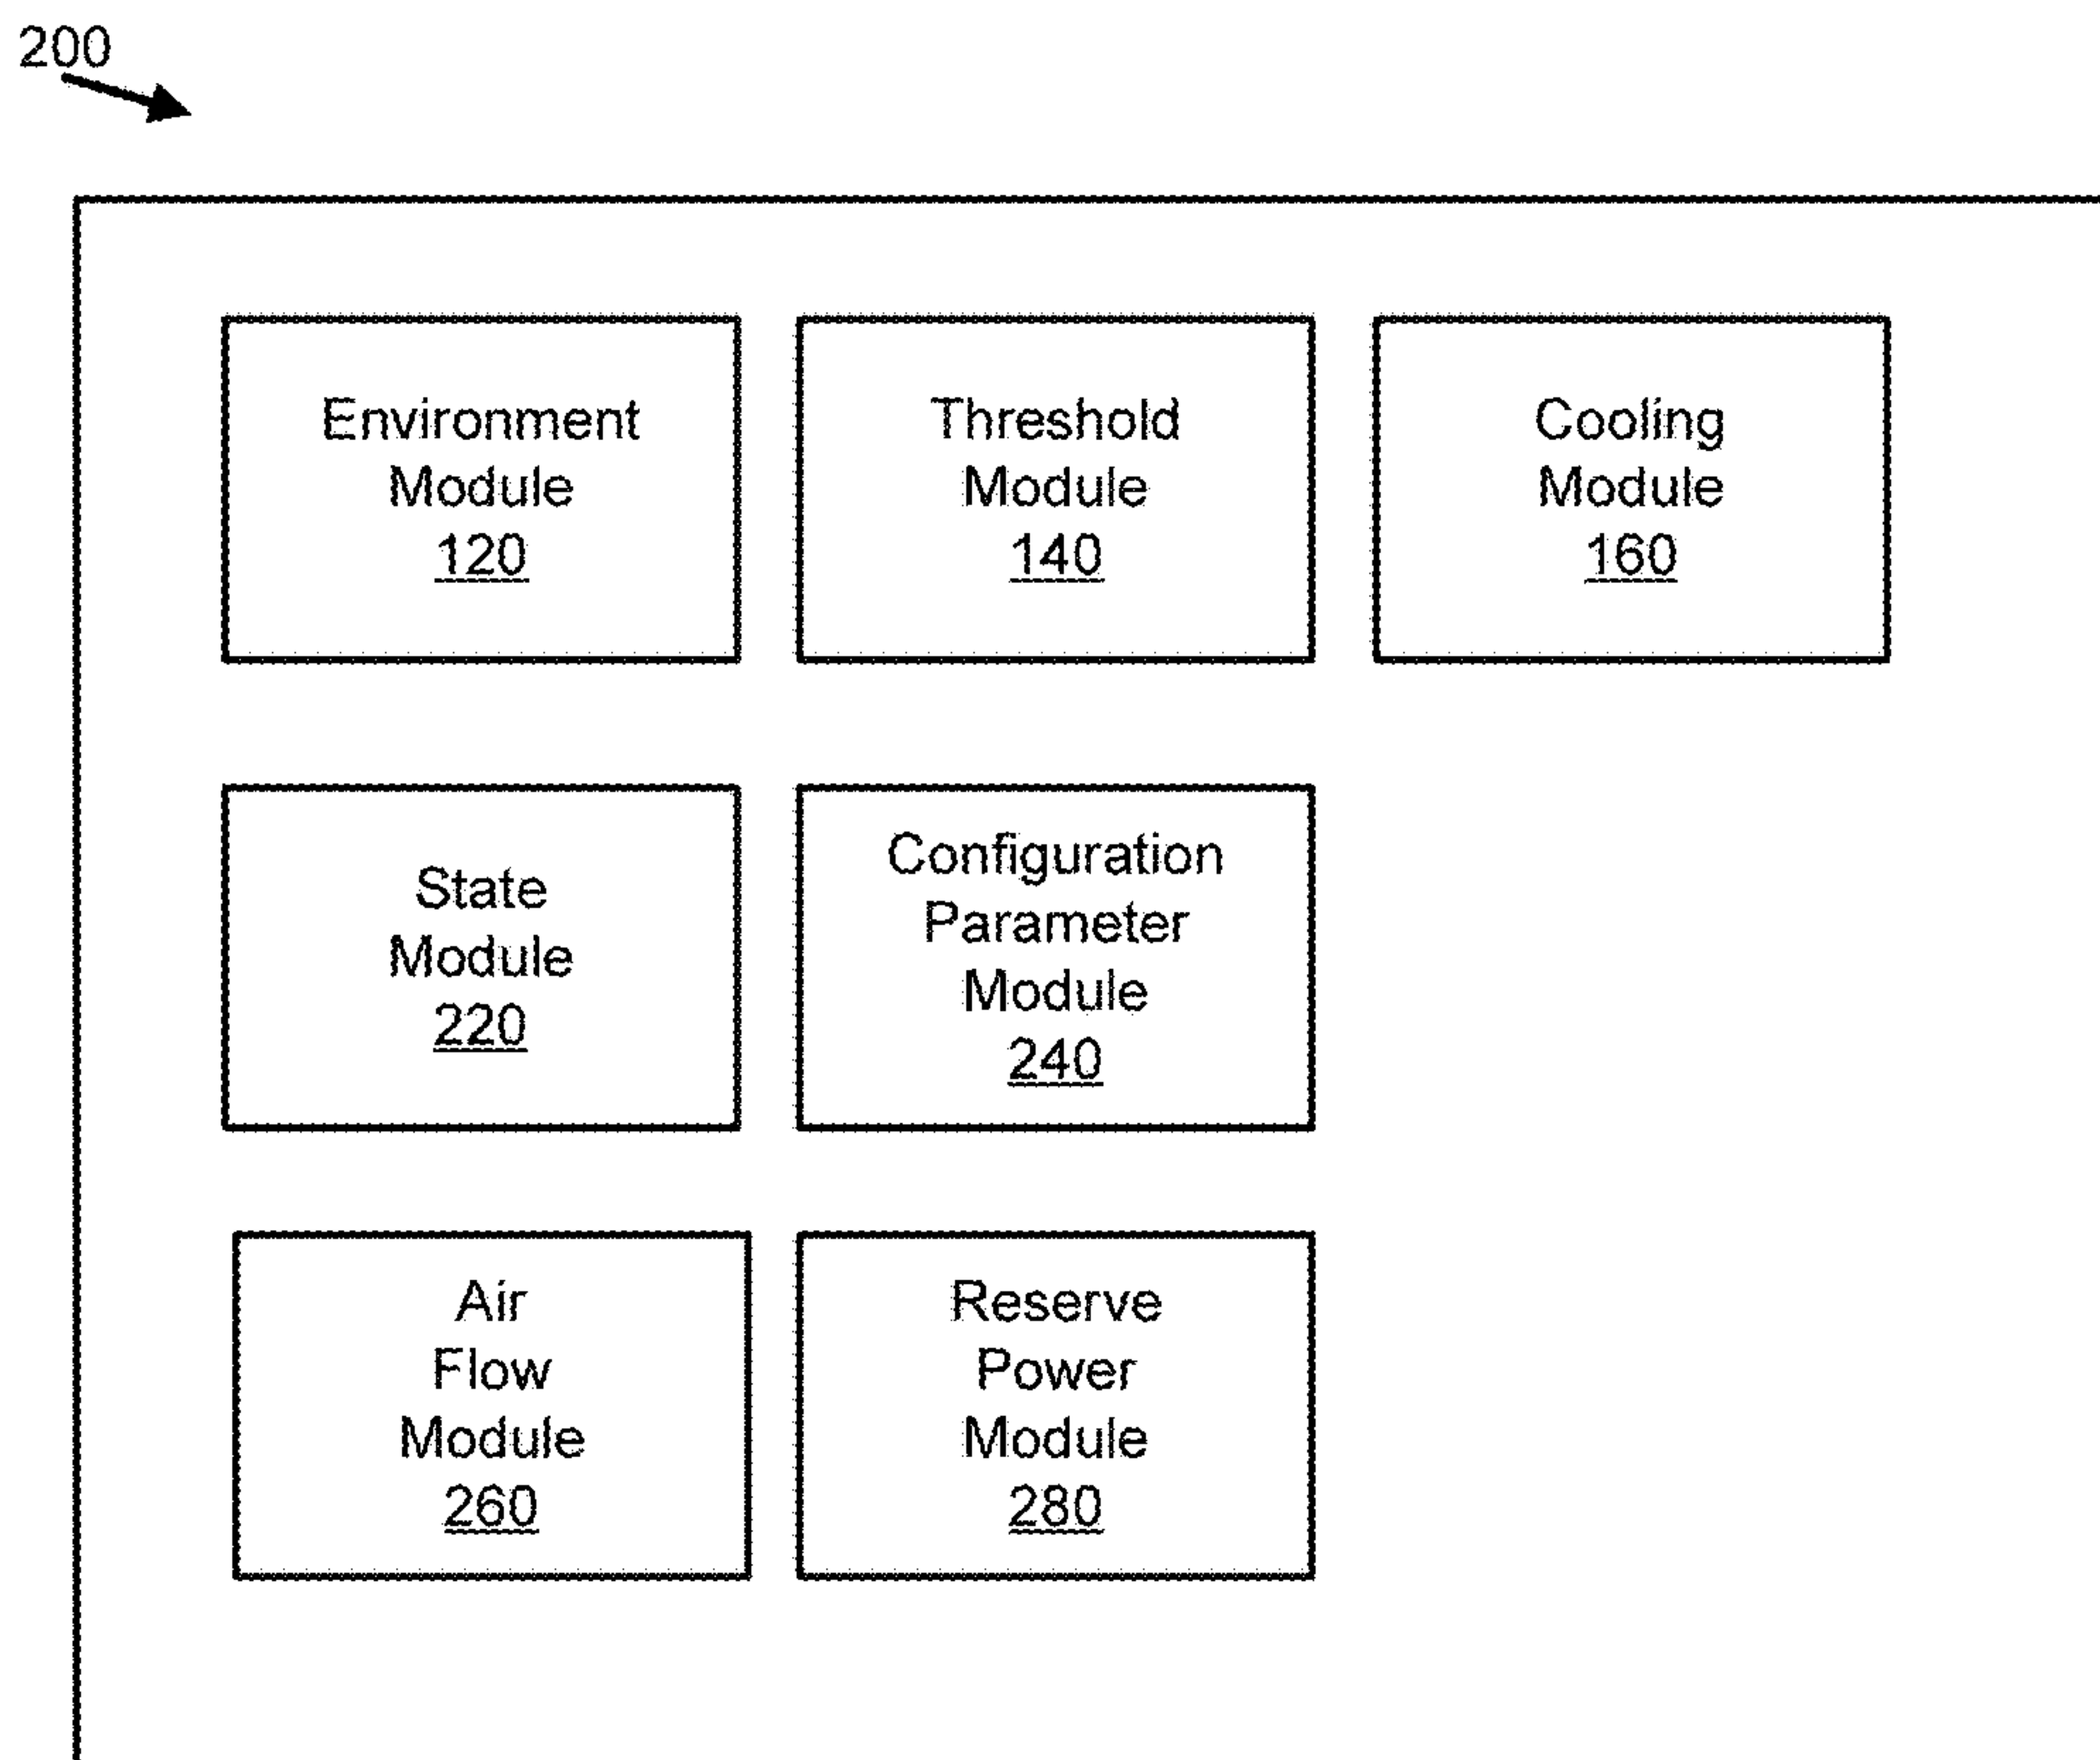 200
Environment
Module
120
Threshold
Module
140
Cooling
Module
160
State
Module
220
Configuration
Parameter
Module
240
Air
Flow
Module
260
Reserve
Power
Module
280